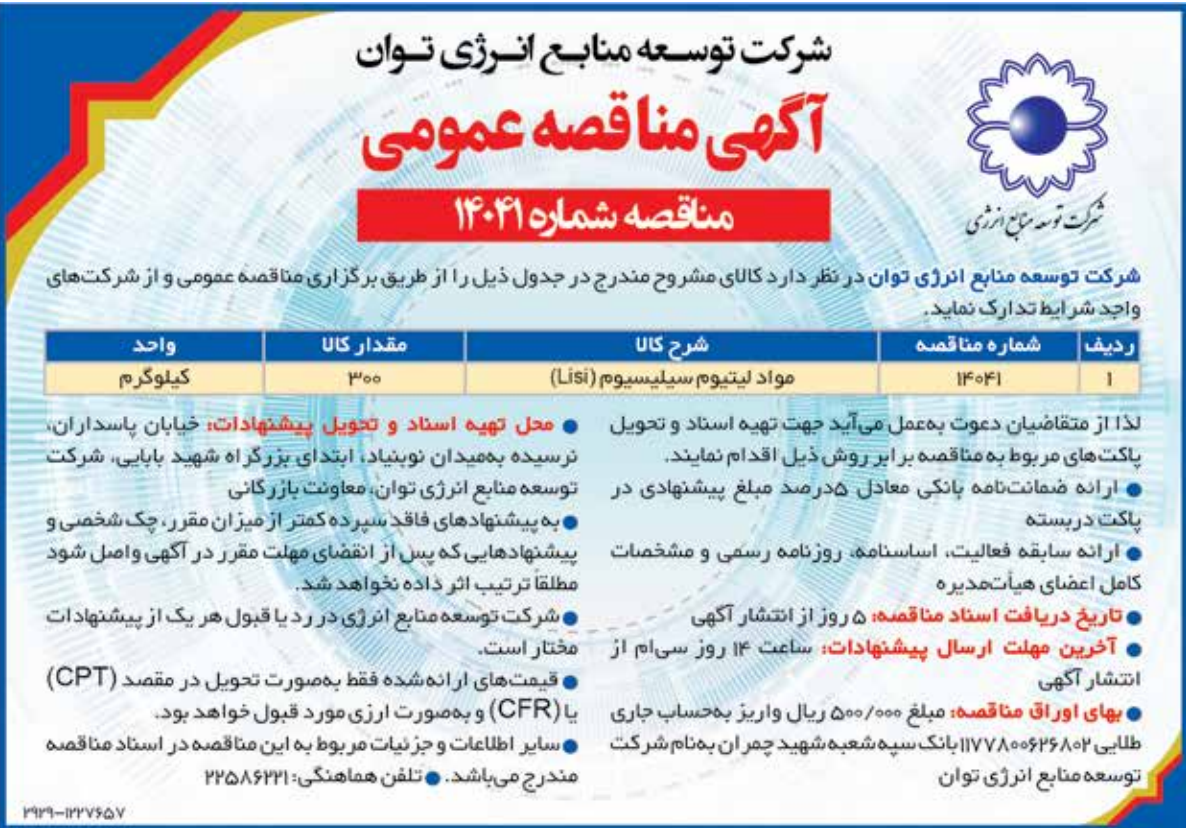 شرکت توسعه منابع انرژی توان
آگهی مناقصه عمومی
مناقصه شماره ۱۴۰۴۱
شرکت توسعه منابع انرژی
شرکت توسعه منابع انرژی توان در نظر دارد کالای مشروح مندرج در جدول ذیل را از طریق برگزاری مناقصه عمومی و از شرکت‌های
واجد شرایط تدارک نماید.
ردیف شماره مناقصه شرح کالا مقدار کالا واحد
۱ ۱۴۰۴۱ مواد لیتیوم سیلیسیوم (Lisi) ۳۰۰ کیلوگرم
لذا از متقاضیان دعوت به‌عمل می‌آید جهت تهیه اسناد و تحویل
پاکت‌های مربوط به مناقصه برابر روش ذیل اقدام نمایند.
● ارائه ضمانت‌نامه بانکی معادل ۵درصد مبلغ پیشنهادی در
پاکت دربسته
● ارائه سابقه فعالیت، اساسنامه، روزنامه رسمی و مشخصات
کامل اعضای هیأت‌مدیره
● تاریخ دریافت اسناد مناقصه: ۵ روز از انتشار آگهی
● آخرین مهلت ارسال پیشنهادات: ساعت ۱۴ روز سی‌ام از
انتشار آگهی
● بهای اوراق مناقصه: مبلغ ۵۰۰/۰۰۰ ریال واریز به‌حساب جاری
طلایی ۱۱۷۷۸۰۰۶۲۶۸۰۲ بانک سپه شعبه شهید چمران به‌نام شرکت
توسعه منابع انرژی توان
● محل تهیه اسناد و تحویل پیشنهادات: خیابان پاسداران،
نرسیده به‌میدان نوبنیاد، ابتدای بزرگراه شهید بابایی، شرکت
توسعه منابع انرژی توان، معاونت بازرگانی
● به پیشنهادهای فاقد سپرده کمتر از میزان مقرر، چک شخصی و
پیشنهادهایی که پس از انقضای مهلت مقرر در آگهی واصل شود
مطلقاً ترتیب اثر داده نخواهد شد.
● شرکت توسعه منابع انرژی در رد یا قبول هر یک از پیشنهادات
مختار است.
● قیمت‌های ارائه‌شده فقط به‌صورت تحویل در مقصد (CPT)
یا (CFR) و به‌صورت ارزی مورد قبول خواهد بود.
● سایر اطلاعات و جزئیات مربوط به این مناقصه در اسناد مناقصه
مندرج می‌باشد. ● تلفن هماهنگی: ۲۲۵۸۶۲۲۱
۲۹۲۹-۱۲۲۷۶۵۷